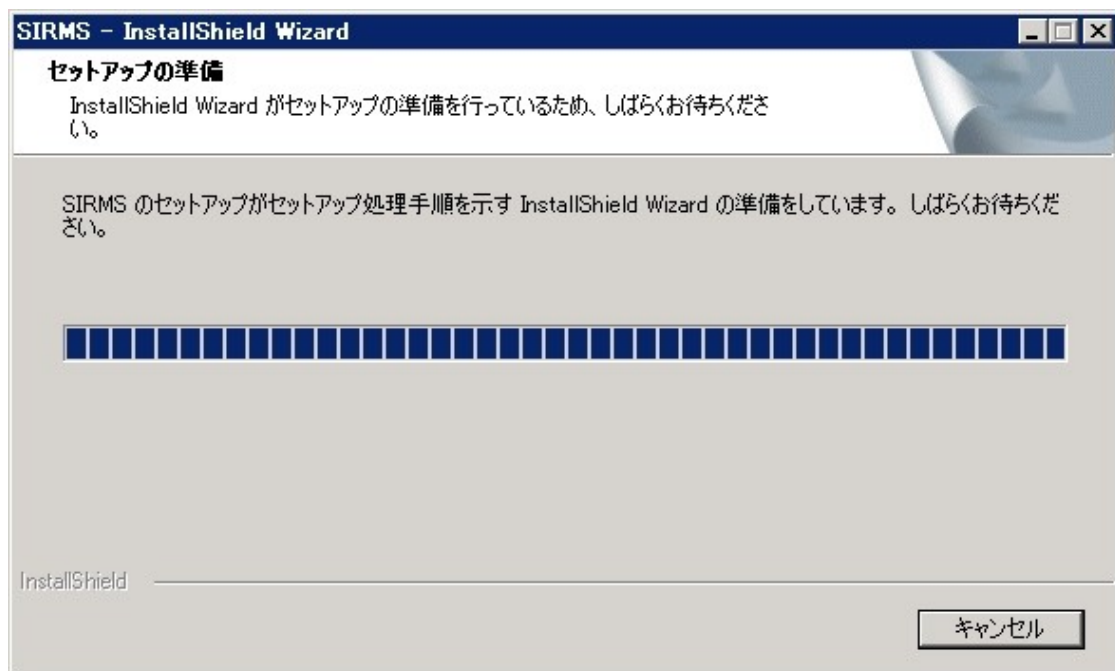 SIRMS - InstallShield Wizard
セットアップの準備
InstallShield Wizard がセットアップの準備を行っているため、しばらくお待ちくださ
い。
SIRMS のセットアップがセットアップ処理手順を示す InstallShield Wizard の準備をしています。しばらくお待ちくだ
さい。
InstallShield
キャンセル